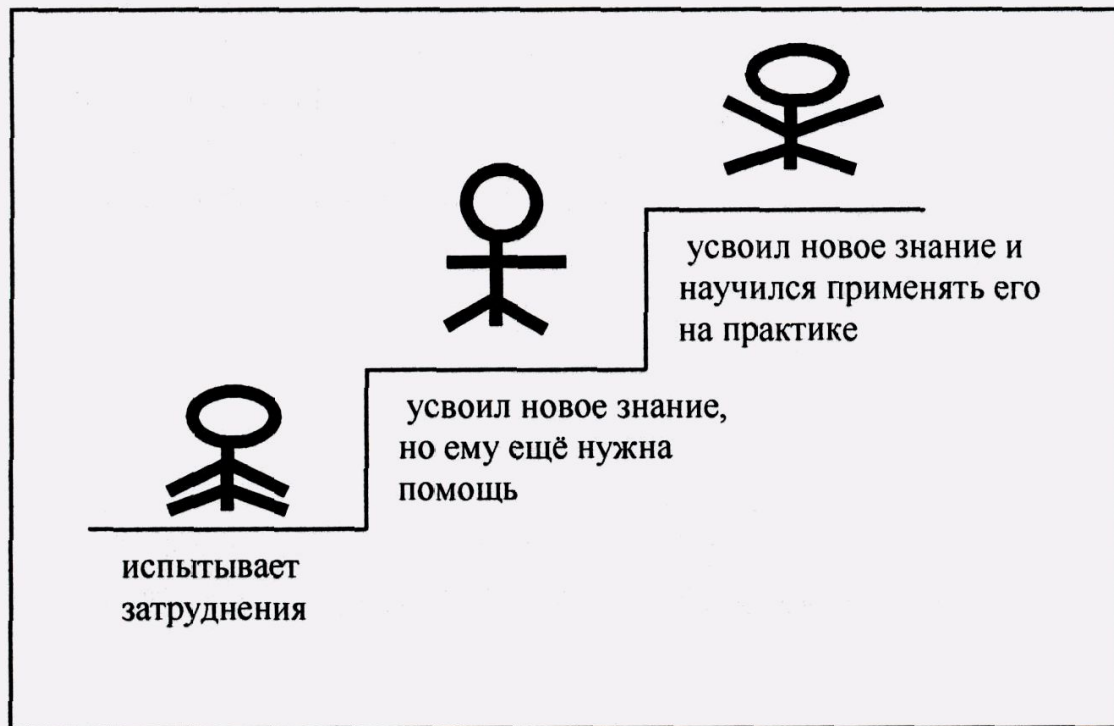 усвоил новое знание и
научился применять его
на практике
усвоил новое знание,
но ему ещё нужна
помощь
испытывает
затруднения